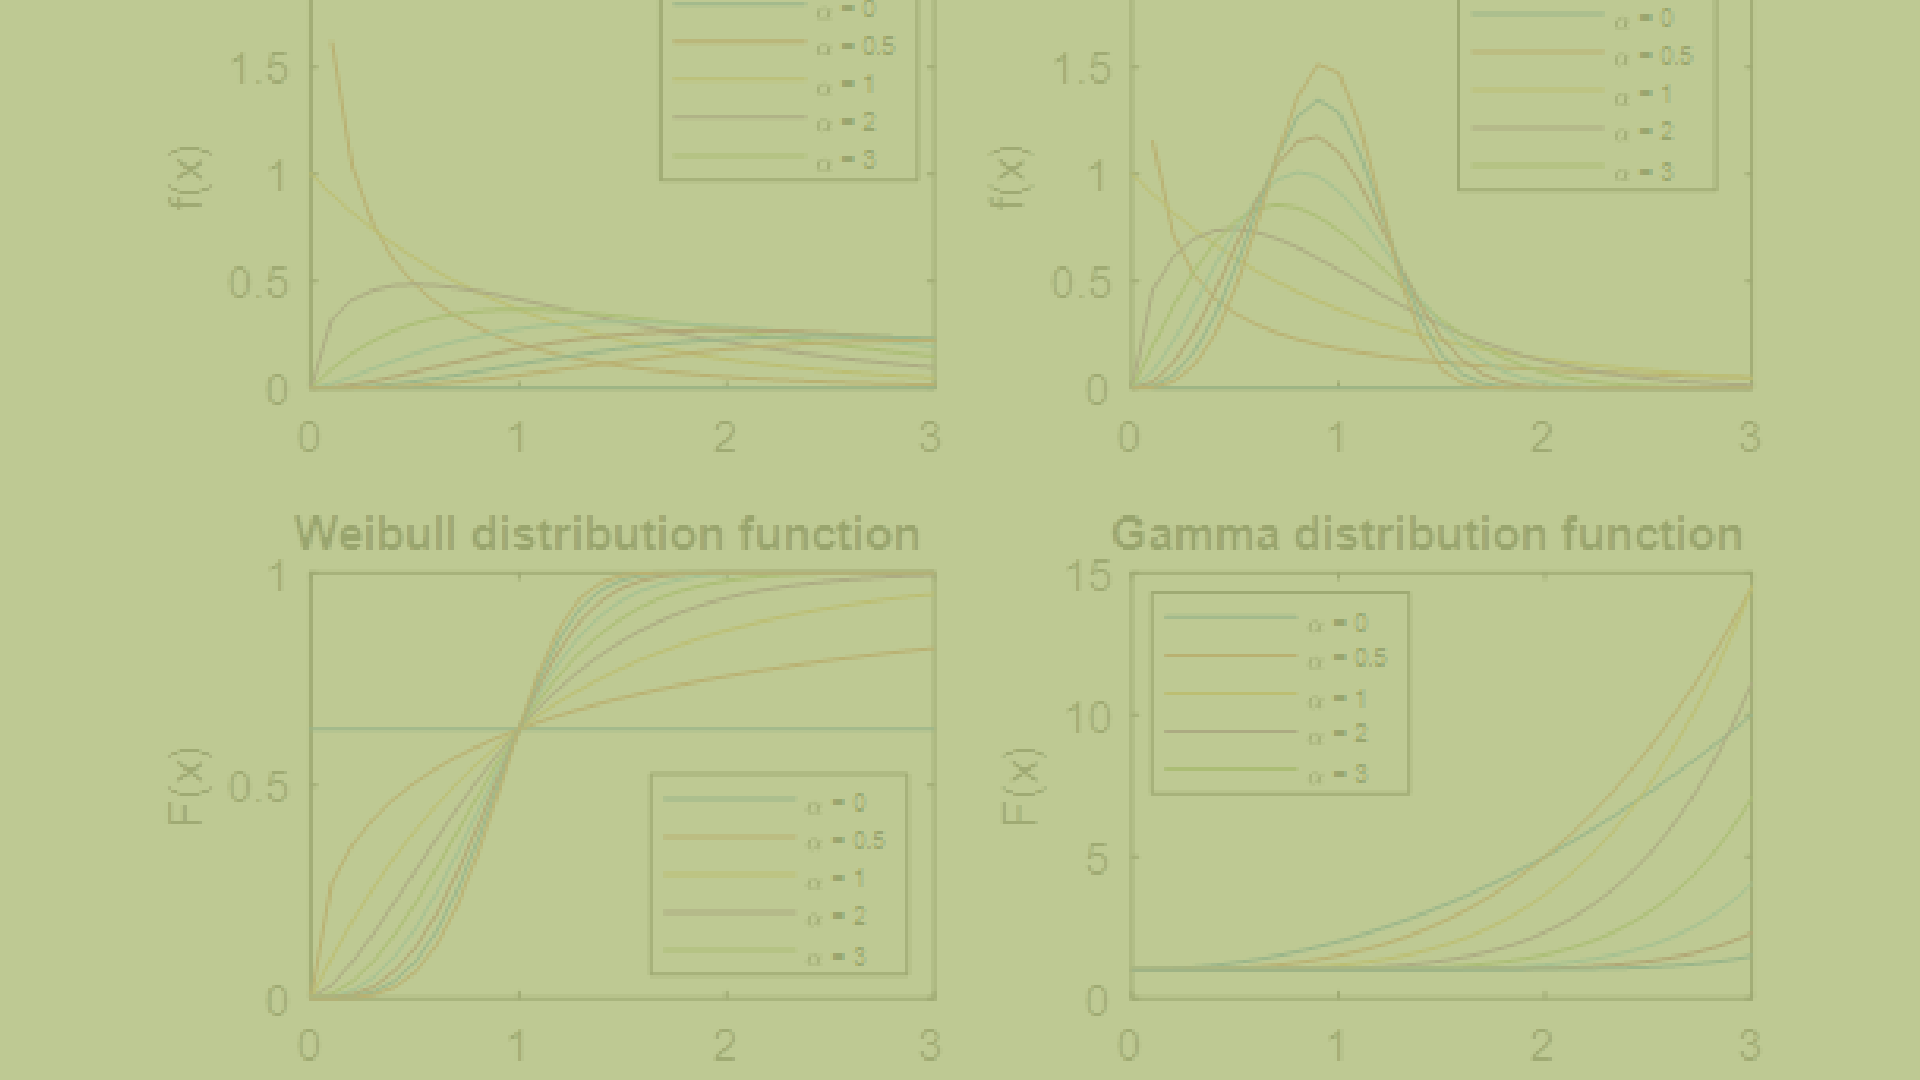 α = 0
α = 0.5
α = 1
α = 2
α = 3
1.5
1
0.5
0
f(x)
0 1 2 3
α = 0
α = 0.5
α = 1
α = 2
α = 3
1.5
1
0.5
0
f(x)
0 1 2 3
Weibull distribution function
1
0.5
0
F(x)
α = 0
α = 0.5
α = 1
α = 2
α = 3
0 1 2 3
Gamma distribution function
15
10
5
0
F(x)
α = 0
α = 0.5
α = 1
α = 2
α = 3
0 1 2 3